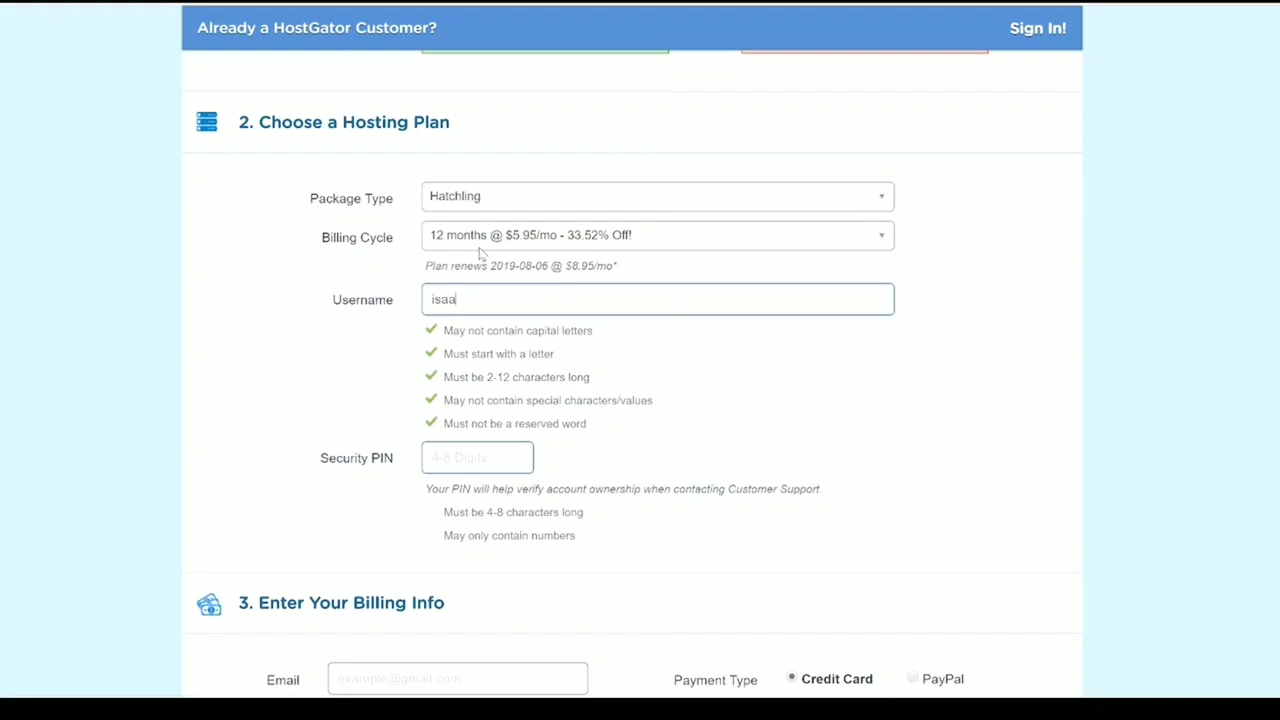 Already a HostGator Customer? Sign In!
2. Choose a Hosting Plan
Package Type Hatchling
Billing Cycle 12 months @ $5.95/mo - 33.52% Off!
Plan renews 2019-08-06 @ $8.95/mo*
Username isaa
May not contain capital letters
Must start with a letter
Must be 2-12 characters long
May not contain special characters/values
Must not be a reserved word
Security PIN 4-8 Digits
Your PIN will help verify account ownership when contacting Customer Support.
Must be 4-8 characters long
May only contain numbers
3. Enter Your Billing Info
Email example@gmail.com Payment Type Credit Card PayPal